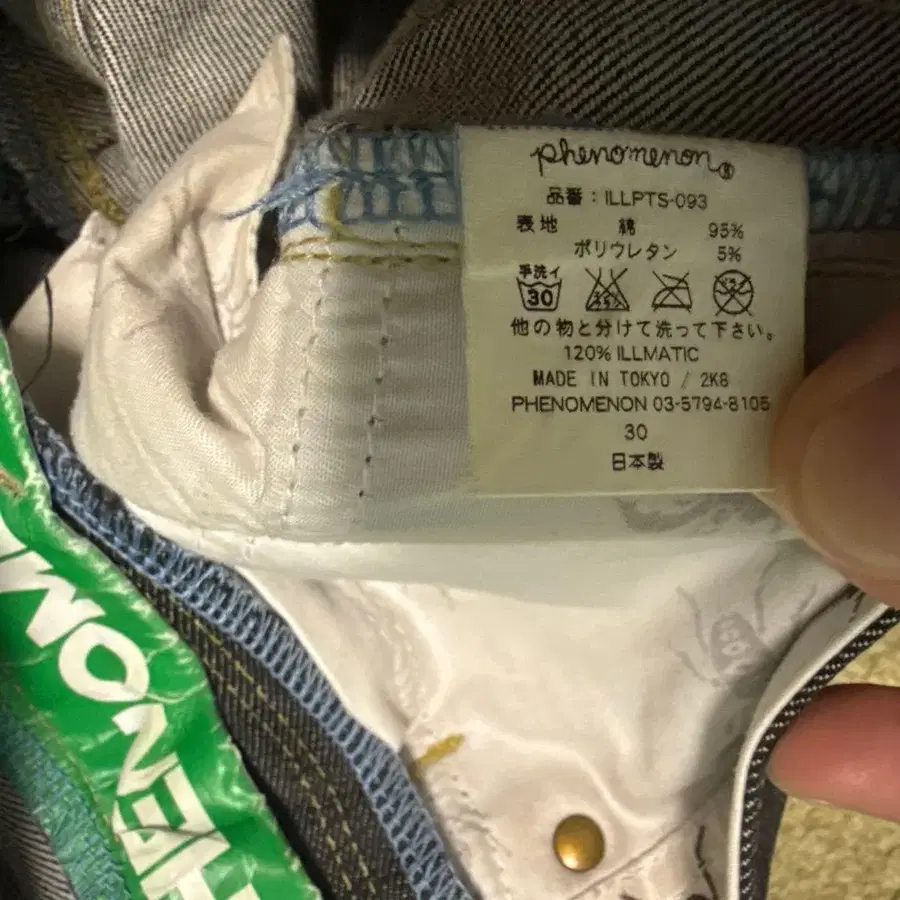 phenomenon®
品番：ILLPTS-093
表地 綿 95%
ポリウレタン 5%
手洗イ
30
他の物と分けて洗って下さい。
120% ILLMATIC
MADE IN TOKYO / 2K8
PHENOMENON 03-5794-8105
30
日本製